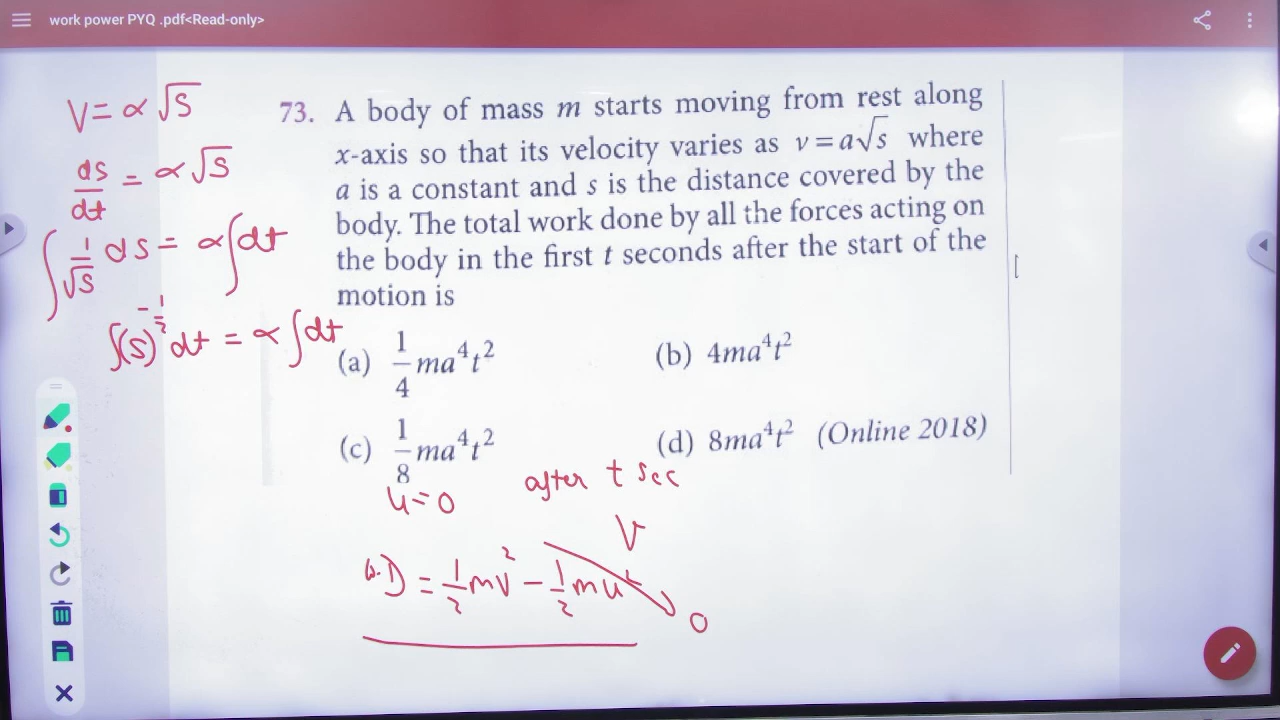 work power PYQ .pdf<Read-only>
V = α √s
ds/dt = α √s
∫ 1/√s ds = α ∫ dt
∫(s)^-1/2 dt = α ∫ dt
73. A body of mass m starts moving from rest along
x-axis so that its velocity varies as v = a√s where
a is a constant and s is the distance covered by the
body. The total work done by all the forces acting on
the body in the first t seconds after the start of the
motion is
(a) 1/4 ma⁴t² (b) 4ma⁴t²
(c) 1/8 ma⁴t² (d) 8ma⁴t² (Online 2018)
u = 0 after t sec
V
W.D = 1/2 mv² − 1/2 mu² 0